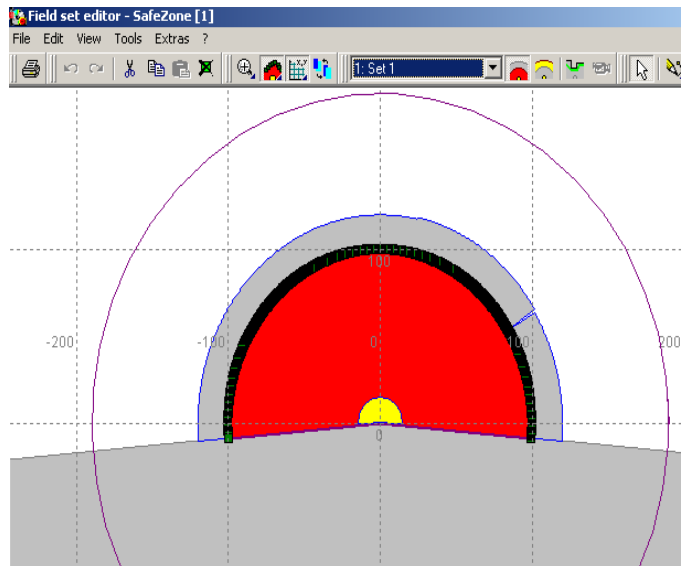 Field set editor - SafeZone [1]
File Edit View Tools Extras ?
1: Set 1
100
-200 -100 0 100 200
0